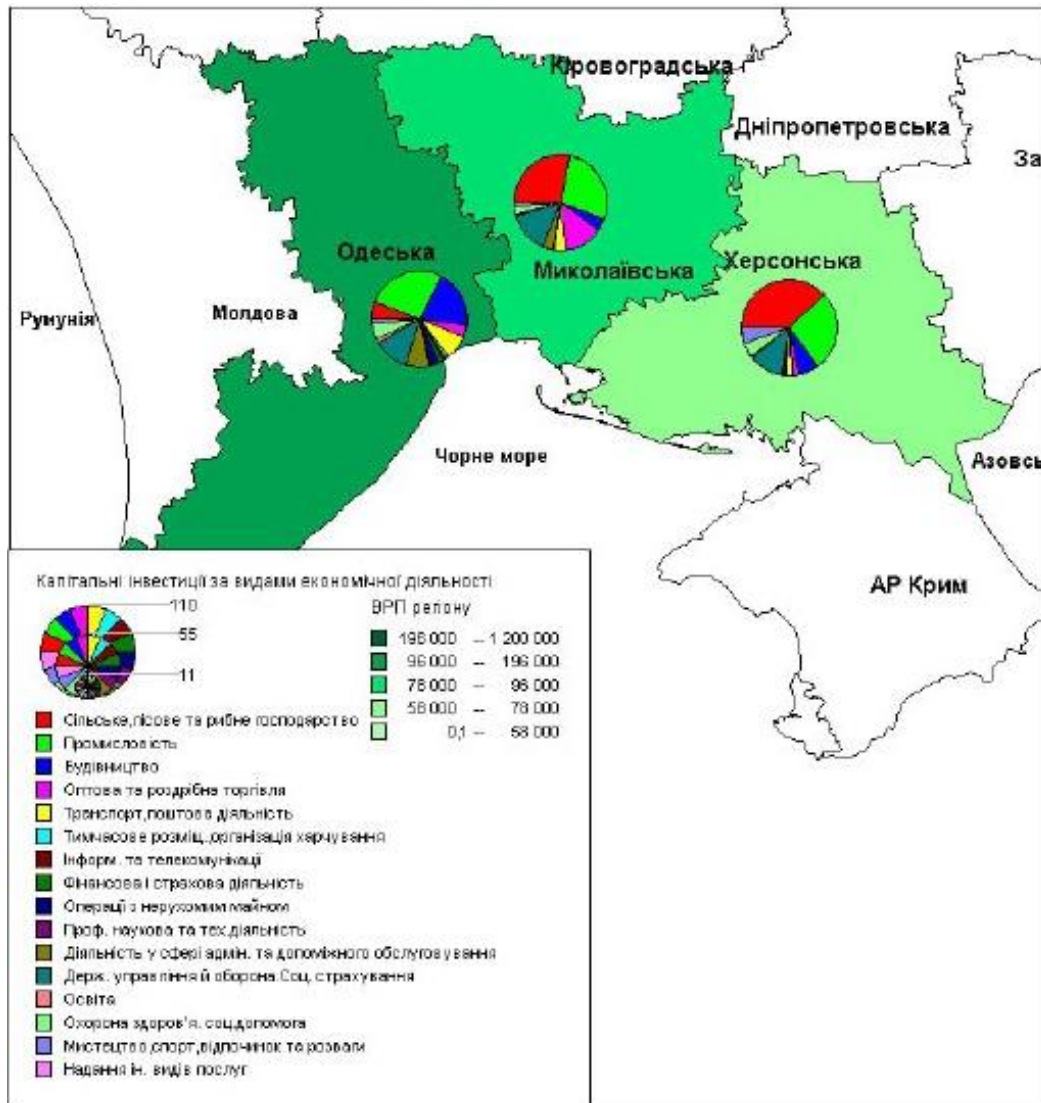 Кіровоградська
Дніпропетровська
За
Одеська
Миколаївська
Херсонська
Рунунія
Молдова
Чорне море
Азовсь
АР Крим
Капітальні інвестиції за видами економічної діяльності
110
55
11
ВРП регіону
196 000 -- 1 200 000
96 000 -- 196 000
78 000 -- 96 000
58 000 -- 78 000
0,1 -- 58 000
Сільське,лісове та рибне господарство
Промисловість
Будівництво
Оптова та роздрібна торгівля
Транспорт,поштова діяльність
Тимчасове розміщ.,організація харчування
Інформ. та телекомунікації
Фінансова і страхова діяльність
Операції з нерухомим майном
Проф. наукова та тех.діяльність
Діяльність у сфері адмін. та допоміжного обслуговування
Держ. управління й оборона.Соц. страхування
Освіта
Охорона здоров'я. соц.допомога
Мистецтво,спорт,відпочинок та розваги
Надання ін. видів послуг